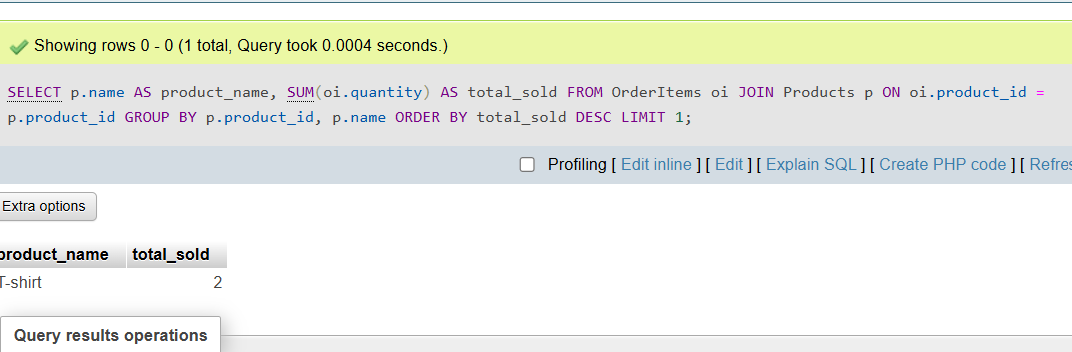 Showing rows 0 - 0 (1 total, Query took 0.0004 seconds.)
SELECT p.name AS product_name, SUM(oi.quantity) AS total_sold FROM OrderItems oi JOIN Products p ON oi.product_id =
p.product_id GROUP BY p.product_id, p.name ORDER BY total_sold DESC LIMIT 1;
Profiling [ Edit inline ] [ Edit ] [ Explain SQL ] [ Create PHP code ] [ Refres
Extra options
product_name total_sold
T-shirt 2
Query results operations